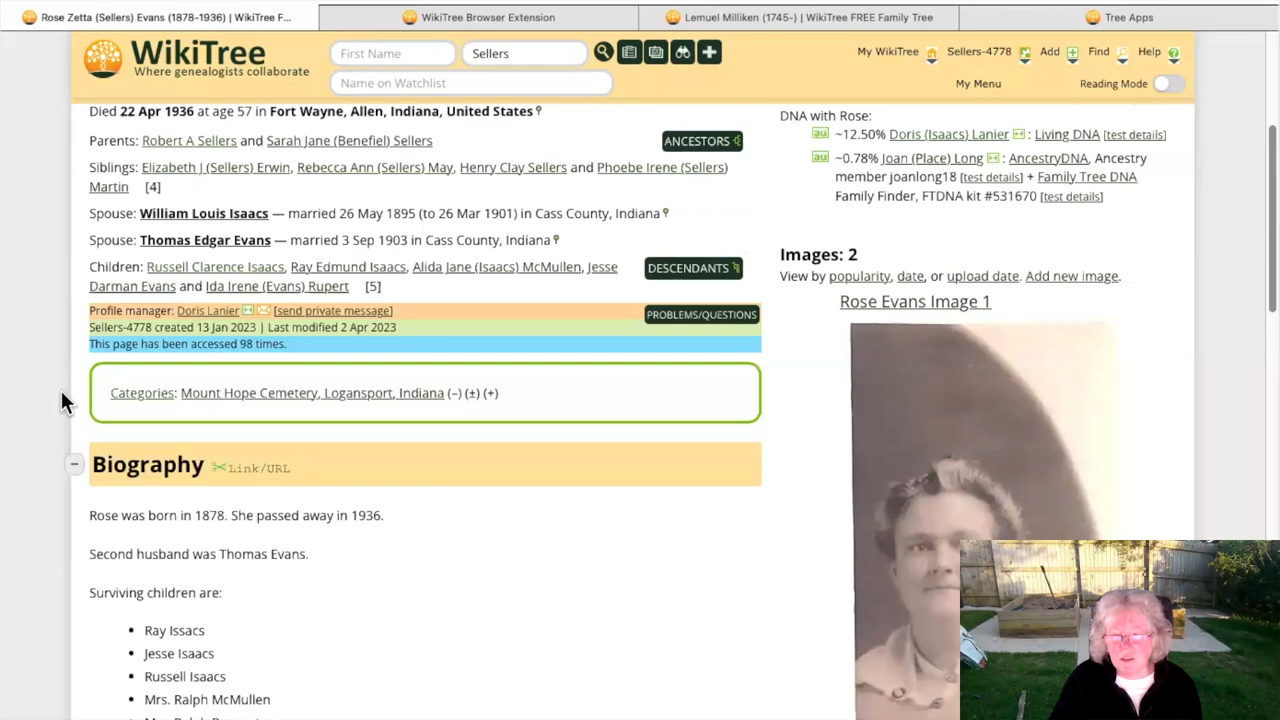 Rose Zetta (Sellers) Evans (1878-1936) | WikiTree F...
WikiTree Browser Extension
Lemuel Milliken (1745-) | WikiTree FREE Family Tree
Tree Apps
WikiTree
Where genealogists collaborate
First Name
Sellers
Name on Watchlist
My WikiTree
Sellers-4778
Add
Find
Help
My Menu
Reading Mode
Died 22 Apr 1936 at age 57 in Fort Wayne, Allen, Indiana, United States
Parents: Robert A Sellers and Sarah Jane (Benefiel) Sellers
ANCESTORS
Siblings: Elizabeth J (Sellers) Erwin, Rebecca Ann (Sellers) May, Henry Clay Sellers and Phoebe Irene (Sellers)
Martin [4]
Spouse: William Louis Isaacs — married 26 May 1895 (to 26 Mar 1901) in Cass County, Indiana
Spouse: Thomas Edgar Evans — married 3 Sep 1903 in Cass County, Indiana
Children: Russell Clarence Isaacs, Ray Edmund Isaacs, Alida Jane (Isaacs) McMullen, Jesse
DESCENDANTS
Darman Evans and Ida Irene (Evans) Rupert [5]
Profile manager: Doris Lanier [send private message]
PROBLEMS/QUESTIONS
Sellers-4778 created 13 Jan 2023 | Last modified 2 Apr 2023
This page has been accessed 98 times.
Categories: Mount Hope Cemetery, Logansport, Indiana (−) (±) (+)
Biography Link/URL
Rose was born in 1878. She passed away in 1936.
Second husband was Thomas Evans.
Surviving children are:
• Ray Issacs
• Jesse Isaacs
• Russell Isaacs
• Mrs. Ralph McMullen
DNA with Rose:
au ~12.50% Doris (Isaacs) Lanier : Living DNA [test details]
au ~0.78% Joan (Place) Long : AncestryDNA, Ancestry
member joanlong18 [test details] + Family Tree DNA
Family Finder, FTDNA kit #531670 [test details]
Images: 2
View by popularity, date, or upload date. Add new image.
Rose Evans Image 1